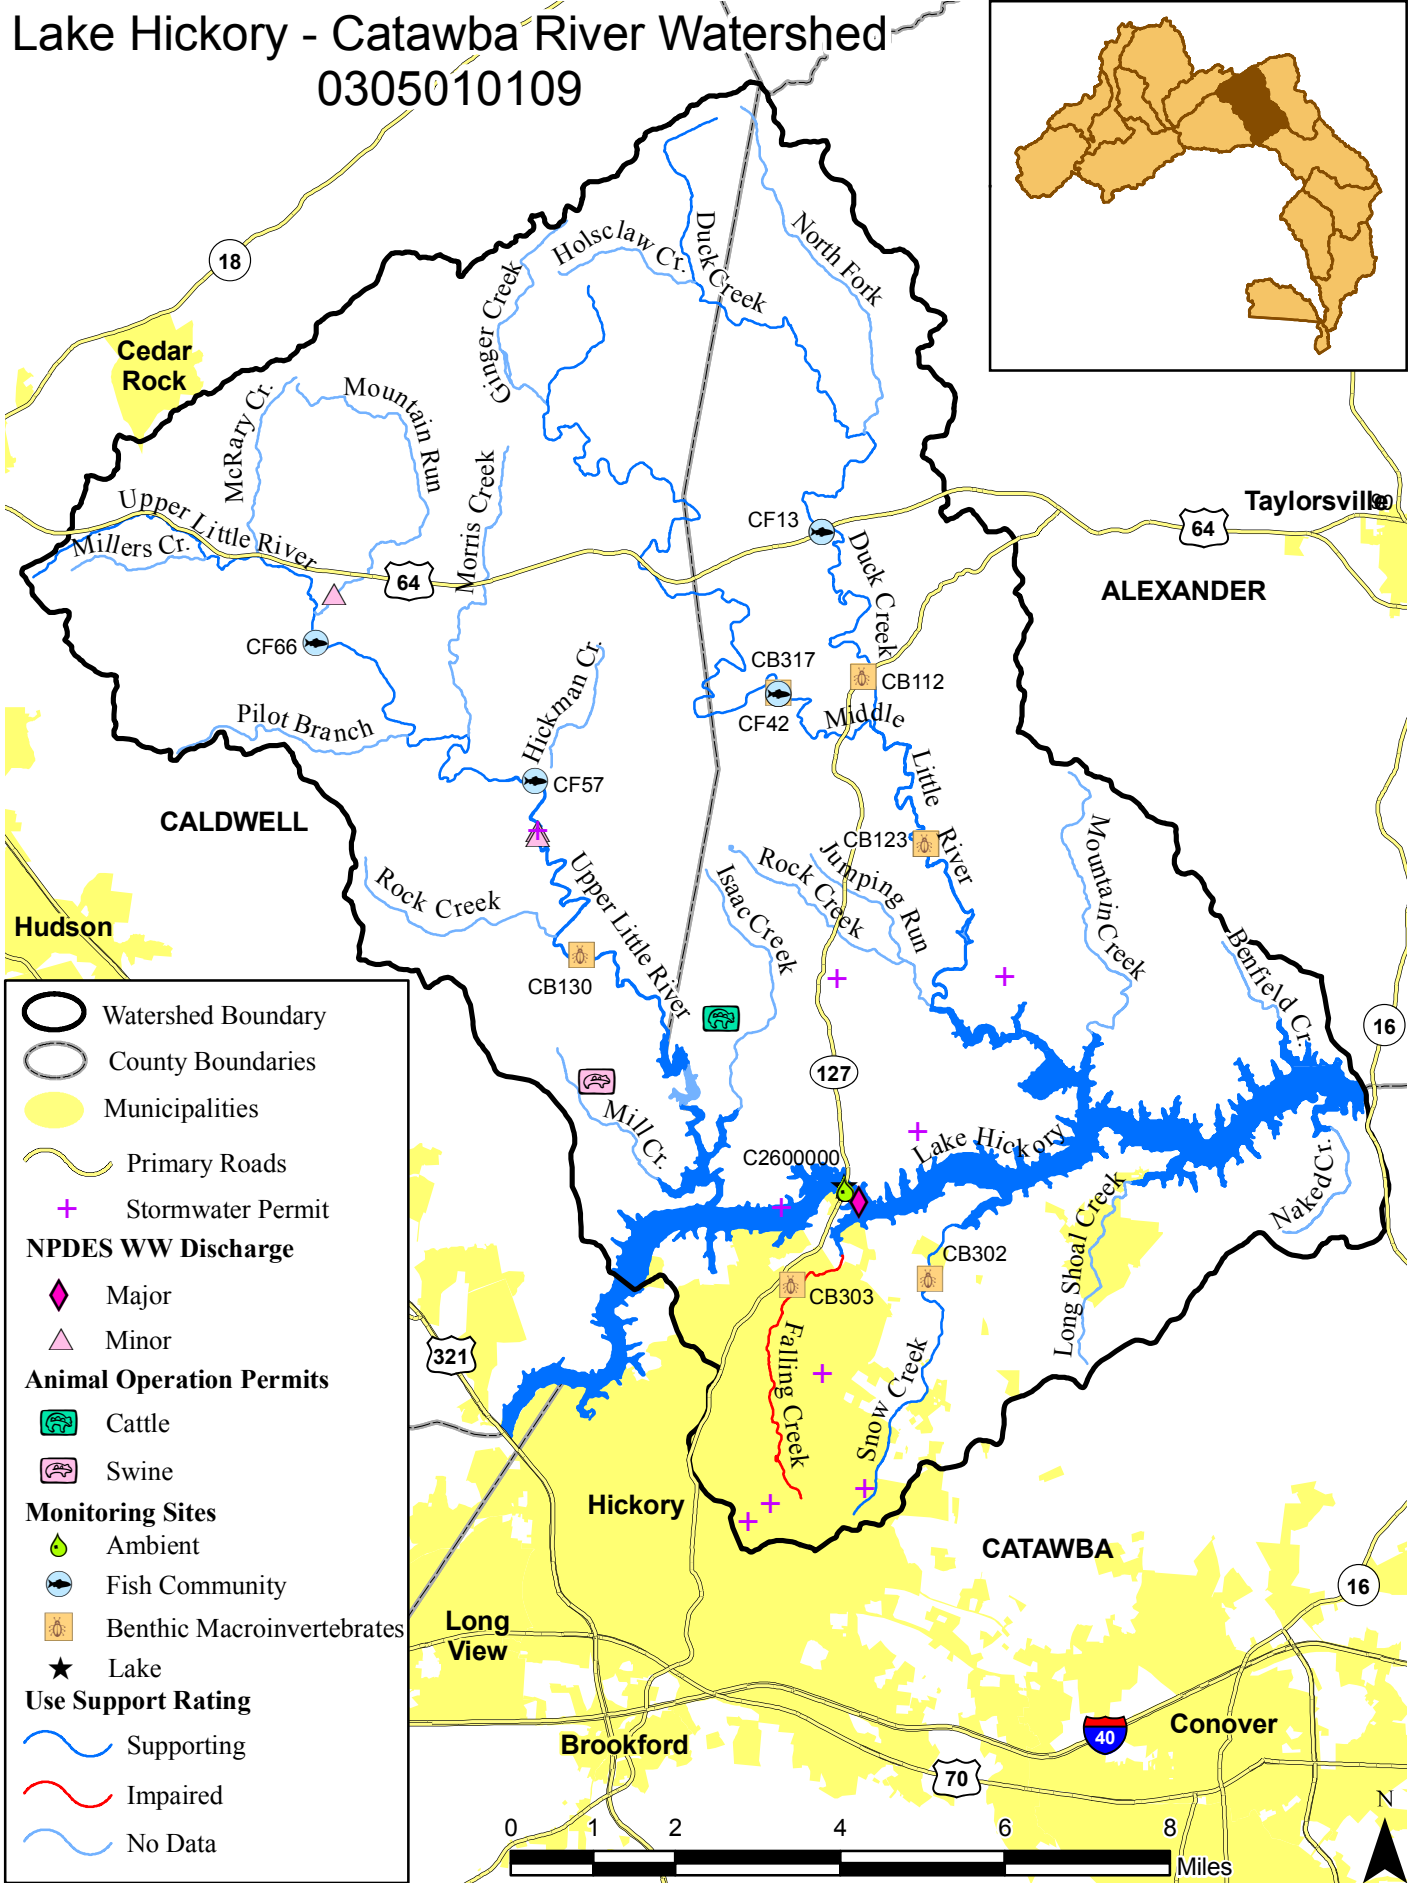 Lake Hickory - Catawba River Watershed
0305010109
18
Cedar
Rock
Holsclaw Cr.
Duck Creek
North Fork
Ginger Creek
McRary Cr.
Mountain
Run
Morris Creek
Upper Little River
Millers Cr.
64
CF13
Taylorsville
90
64
ALEXANDER
Duck Creek
CF66
CB317
CB112
CF42
Middle
Little
River
Pilot Branch
Hickman Cr.
CF57
CALDWELL
CB123
Jumping Run
Rock Creek
Isaac Creek
Mountain Creek
Rock Creek
Upper Little River
Hudson
Benfield Cr.
CB130
16
127
Mill Cr.
Lake Hickory
C2600000
Naked Cr.
Long Shoal Creek
CB302
CB303
321
Falling Creek
Snow Creek
Hickory
CATAWBA
16
Long
View
Brookford
Conover
40
70
Watershed Boundary
County Boundaries
Municipalities
Primary Roads
Stormwater Permit
NPDES WW Discharge
Major
Minor
Animal Operation Permits
Cattle
Swine
Monitoring Sites
Ambient
Fish Community
Benthic Macroinvertebrates
Lake
Use Support Rating
Supporting
Impaired
No Data
0 1 2 4 6 8
Miles
N